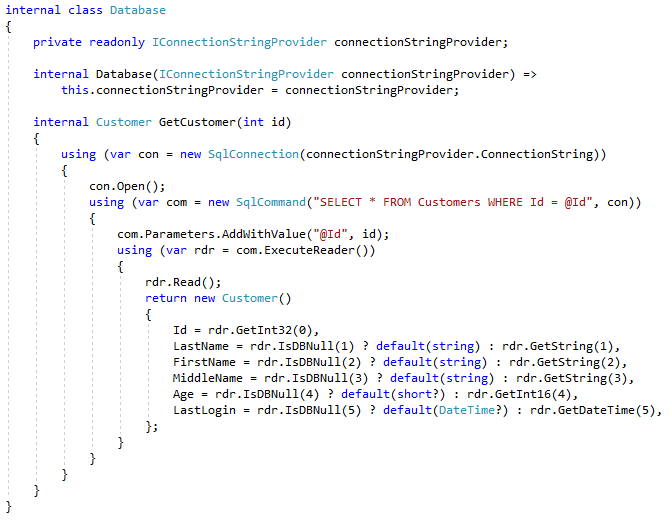 internal class Database
{
    private readonly IConnectionStringProvider connectionStringProvider;

    internal Database(IConnectionStringProvider connectionStringProvider) =>
        this.connectionStringProvider = connectionStringProvider;

    internal Customer GetCustomer(int id)
    {
        using (var con = new SqlConnection(connectionStringProvider.ConnectionString))
        {
            con.Open();
            using (var com = new SqlCommand("SELECT * FROM Customers WHERE Id = @Id", con))
            {
                com.Parameters.AddWithValue("@Id", id);
                using (var rdr = com.ExecuteReader())
                {
                    rdr.Read();
                    return new Customer()
                    {
                        Id = rdr.GetInt32(0),
                        LastName = rdr.IsDBNull(1) ? default(string) : rdr.GetString(1),
                        FirstName = rdr.IsDBNull(2) ? default(string) : rdr.GetString(2),
                        MiddleName = rdr.IsDBNull(3) ? default(string) : rdr.GetString(3),
                        Age = rdr.IsDBNull(4) ? default(short?) : rdr.GetInt16(4),
                        LastLogin = rdr.IsDBNull(5) ? default(DateTime?) : rdr.GetDateTime(5),
                    };
                }
            }
        }
    }
}